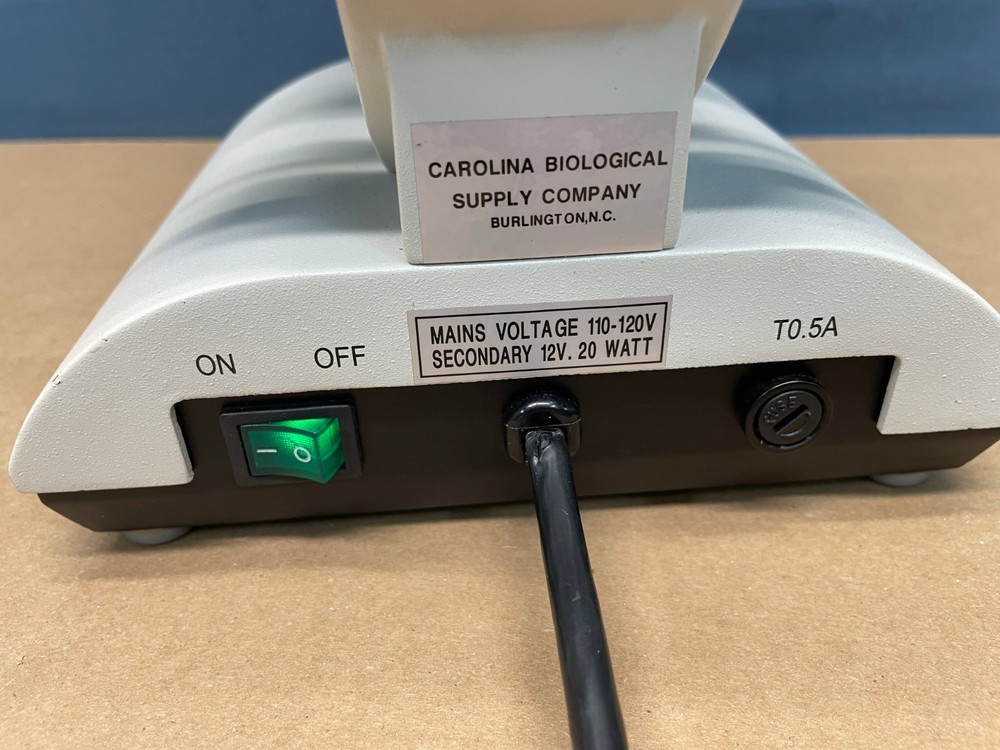 CAROLINA BIOLOGICAL
SUPPLY COMPANY
BURLINGTON,N.C.
MAINS VOLTAGE 110-120V
SECONDARY 12V. 20 WATT
ON OFF
T0.5A
— O